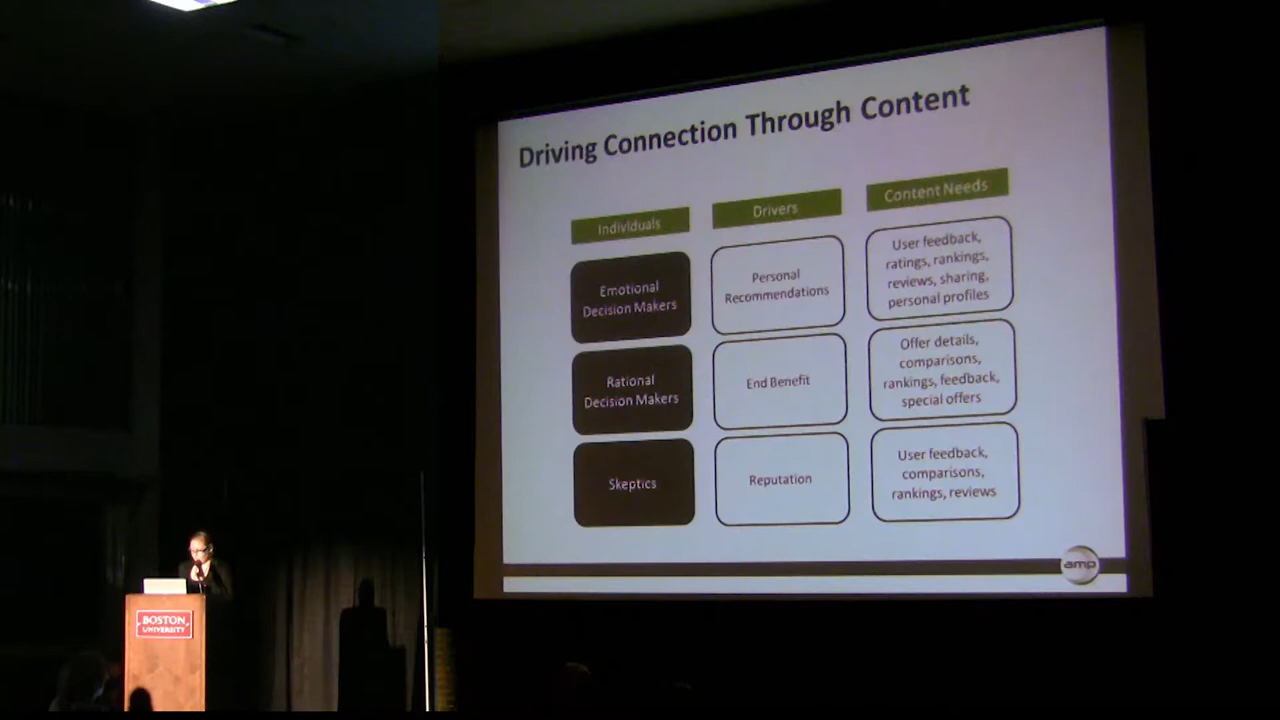 Driving Connection Through Content
Individuals
Drivers
Content Needs
Emotional
Decision Makers
Personal
Recommendations
User feedback,
ratings, rankings,
reviews, sharing,
personal profiles
Rational
Decision Makers
End Benefit
Offer details,
comparisons,
rankings, feedback,
special offers
Skeptics
Reputation
User feedback,
comparisons,
rankings, reviews
amp
BOSTON
UNIVERSITY